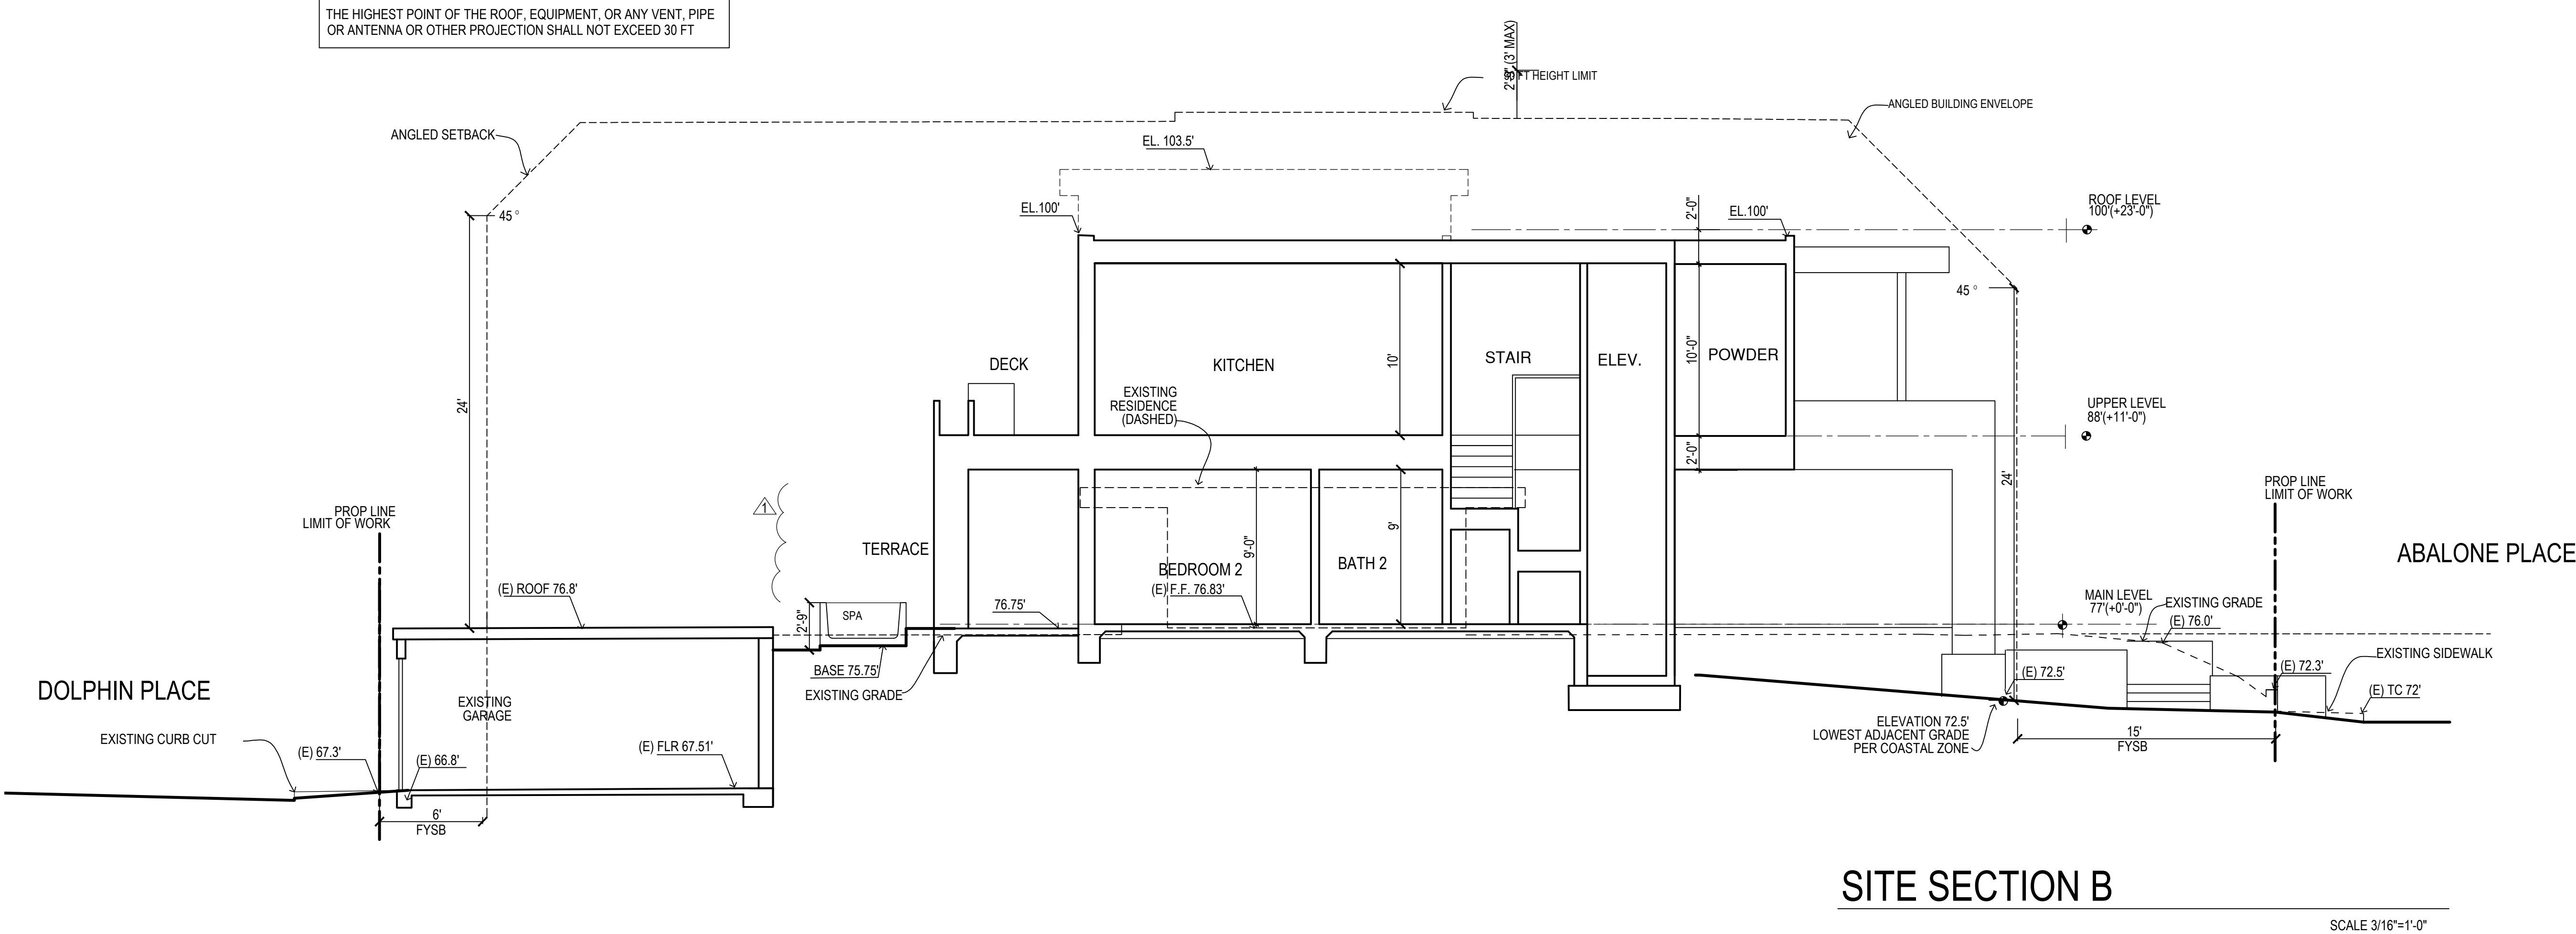 THE HIGHEST POINT OF THE ROOF, EQUIPMENT, OR ANY VENT, PIPE
OR ANTENNA OR OTHER PROJECTION SHALL NOT EXCEED 30 FT
2'-8" (3' MAX)
FT HEIGHT LIMIT
ANGLED BUILDING ENVELOPE
ANGLED SETBACK
EL. 103.5'
45 °
EL.100'
2'-0"
EL.100'
ROOF LEVEL
100'(+23'-0")
45 °
24'
DECK
KITCHEN
10'
STAIR
ELEV.
10'-0"
POWDER
EXISTING
RESIDENCE
(DASHED)
UPPER LEVEL
88'(+11'-0")
2'-0"
24'
PROP LINE
LIMIT OF WORK
PROP LINE
LIMIT OF WORK
1
TERRACE
BEDROOM 2
9'-0"
BATH 2
9'
ABALONE PLACE
(E) ROOF 76.8'
(E) F.F. 76.83'
76.75'
SPA
2'-9"
MAIN LEVEL
77'(+0'-0")
EXISTING GRADE
(E) 76.0'
BASE 75.75'
EXISTING GRADE
(E) 72.5'
(E) 72.3'
EXISTING SIDEWALK
(E) TC 72'
DOLPHIN PLACE
EXISTING
GARAGE
EXISTING CURB CUT
(E) 67.3'
(E) 66.8'
(E) FLR 67.51'
ELEVATION 72.5'
LOWEST ADJACENT GRADE
PER COASTAL ZONE
15'
FYSB
6'
FYSB
SITE SECTION B
SCALE 3/16"=1'-0"